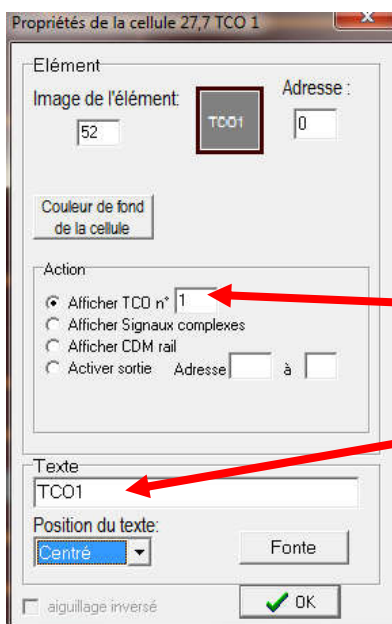 Propriétés de la cellule 27,7 TCO 1
Elément
Image de l'élément:
Adresse :
52
TCO1
0
Couleur de fond
de la cellule
Action
Afficher TCO n° 1
Afficher Signaux complexes
Afficher CDM rail
Activer sortie Adresse à
Texte
TCO1
Position du texte:
Centré
Fonte
aiguillage inversé
OK